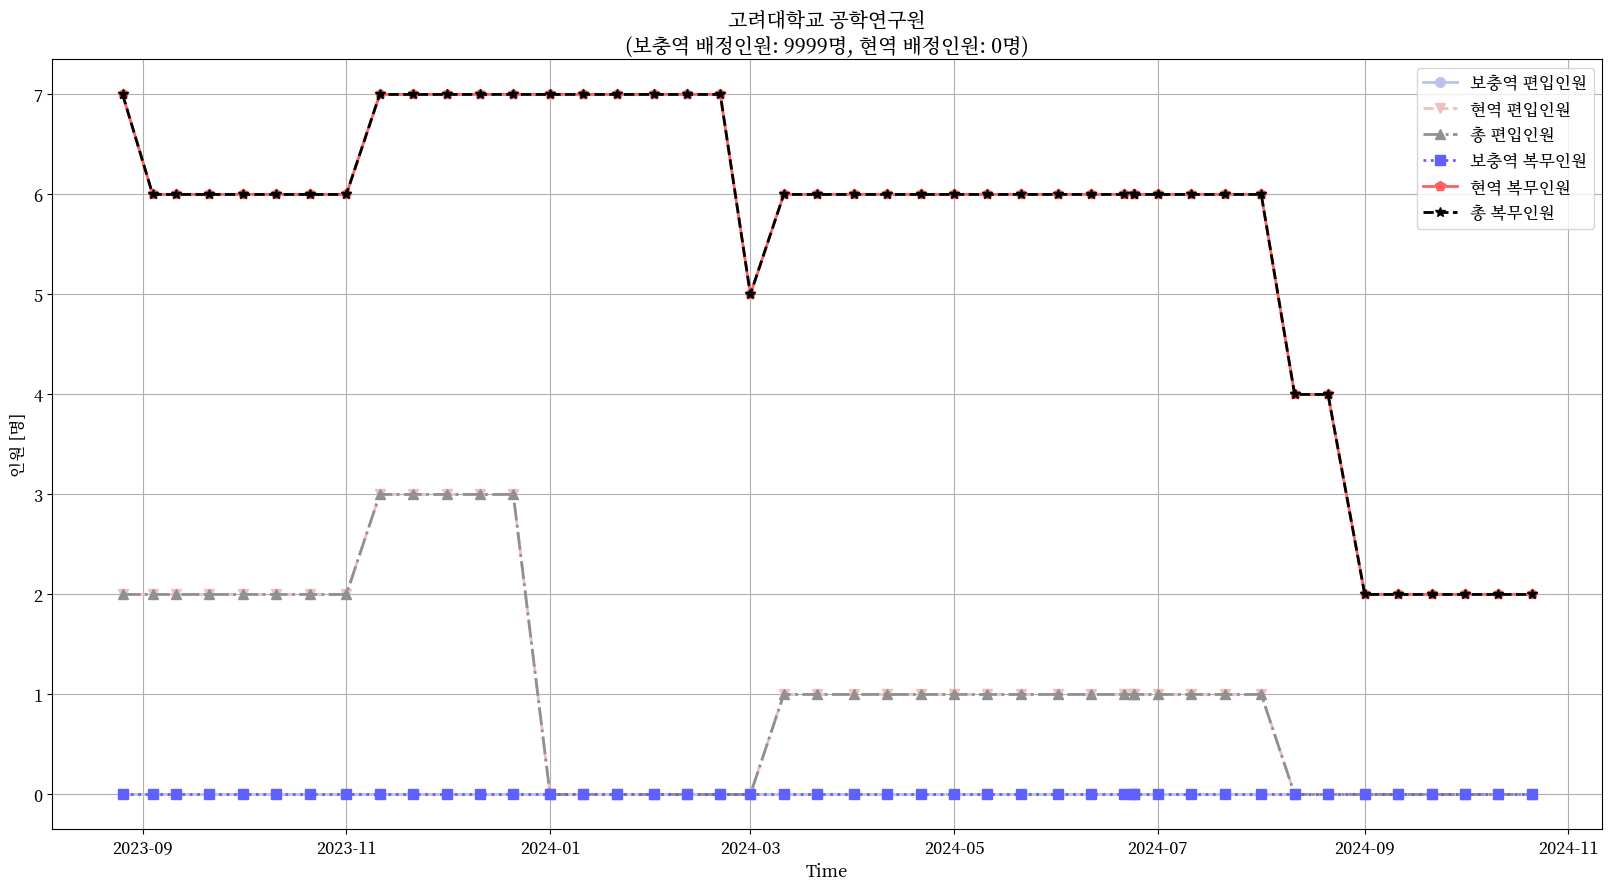 고려대학교 공학연구원
(보충역 배정인원: 9999명, 현역 배정인원: 0명)
보충역 편입인원
현역 편입인원
총 편입인원
보충역 복무인원
현역 복무인원
총 복무인원
인원 [명]
7
6
5
4
3
2
1
0
2023-09
2023-11
2024-01
2024-03
2024-05
2024-07
2024-09
2024-11
Time